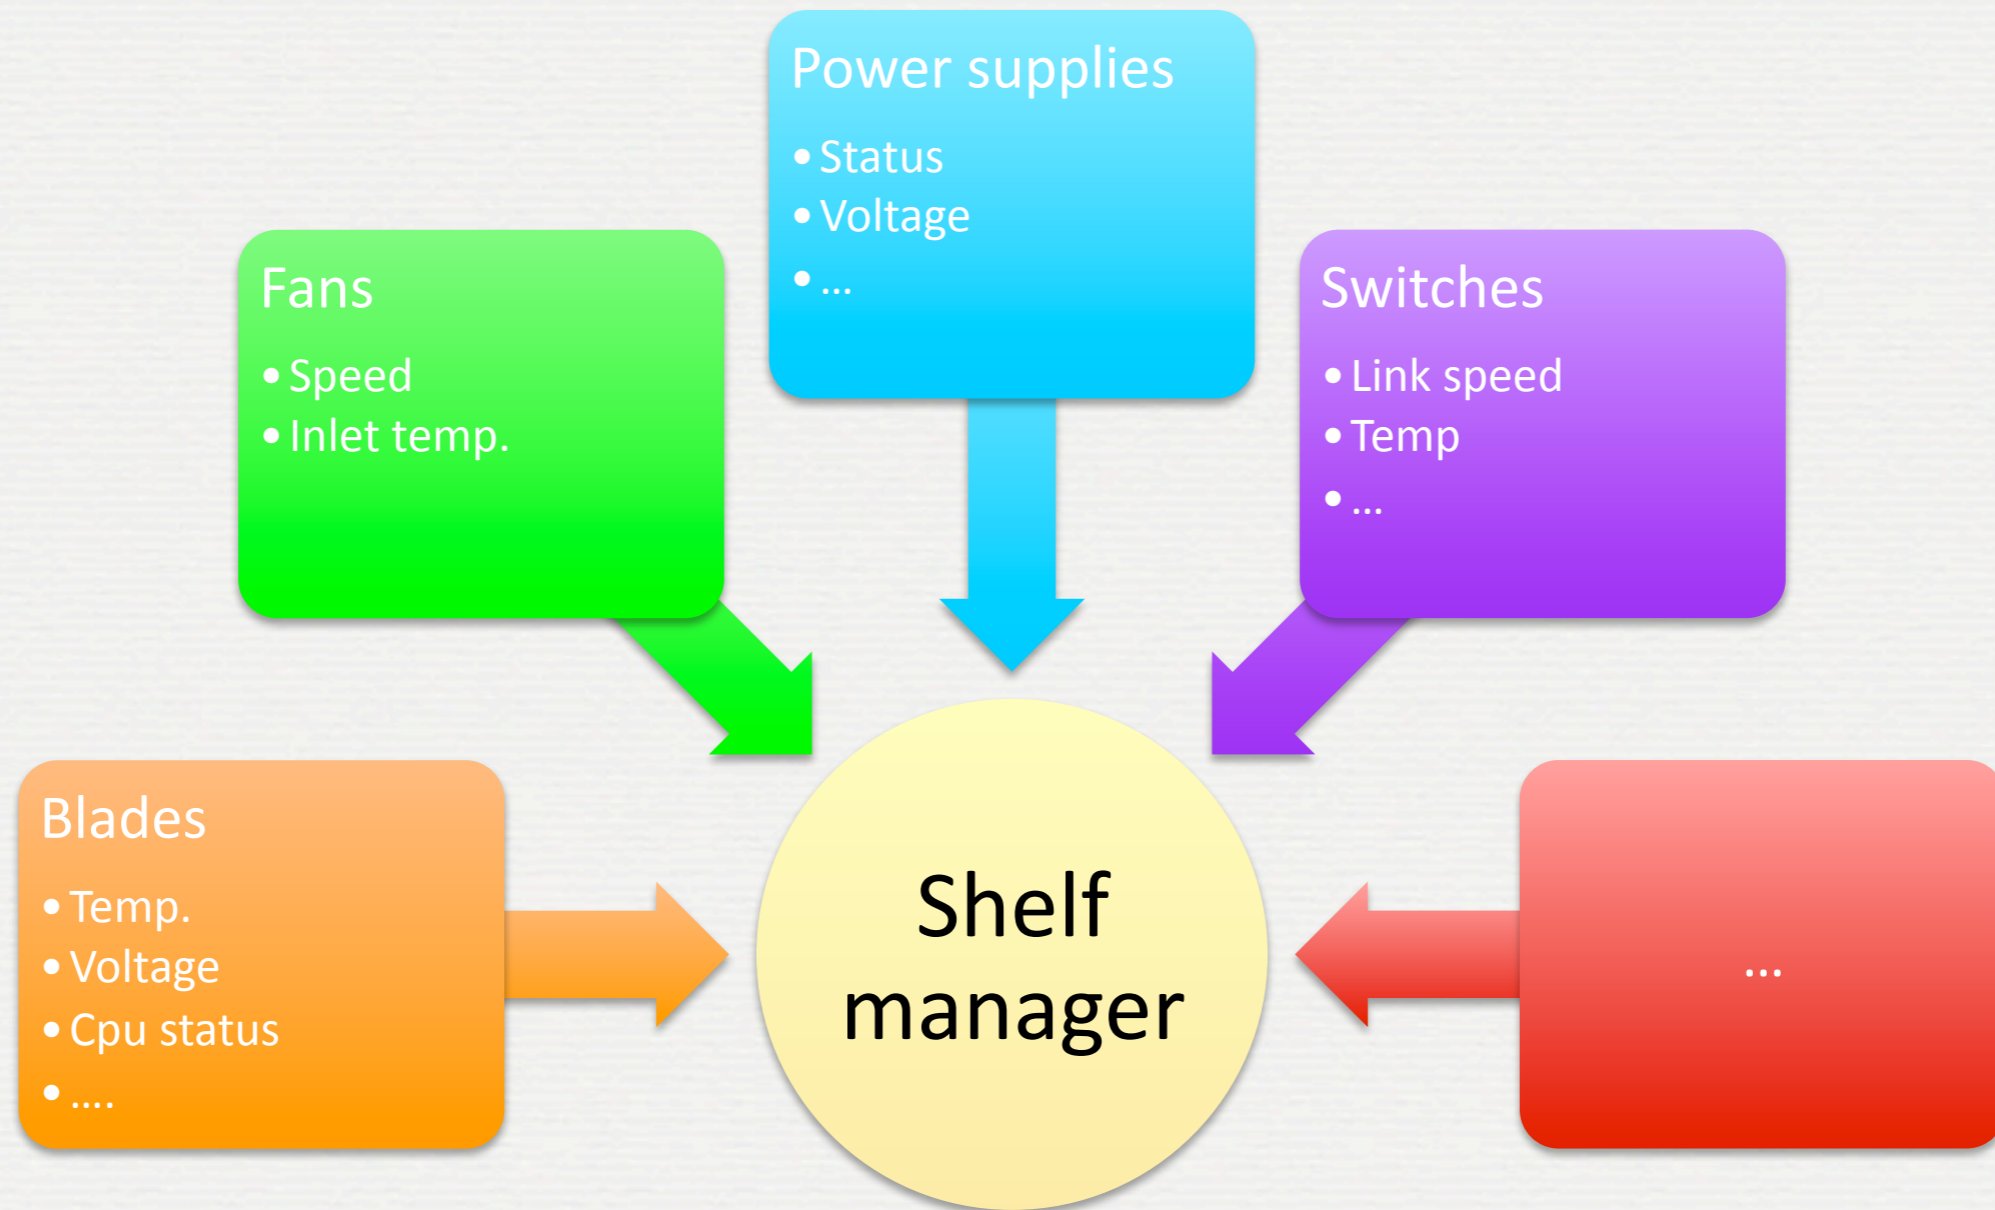 Power supplies
• Status
• Voltage
• ...
Fans
• Speed
• Inlet temp.
Switches
• Link speed
• Temp
• ...
Blades
• Temp.
• Voltage
• Cpu status
• ....
Shelf
manager
...